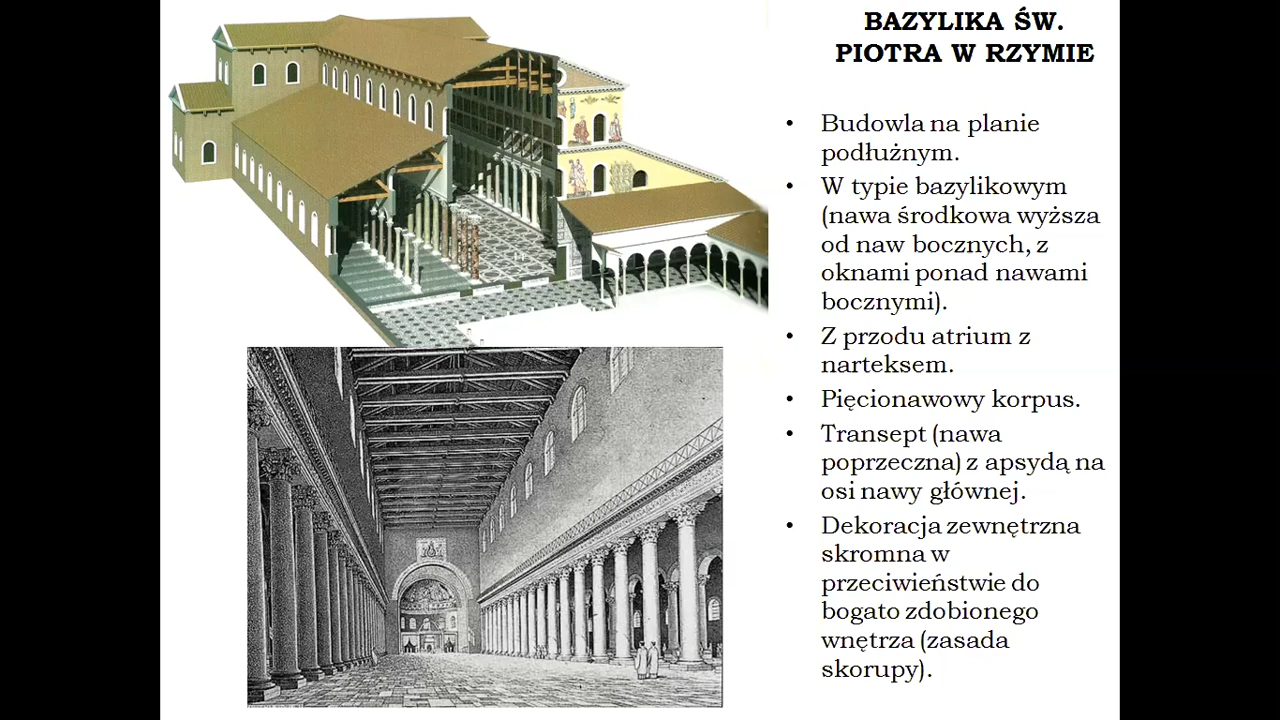 BAZYLIKA ŚW.
PIOTRA W RZYMIE
• Budowla na planie
podłużnym.
• W typie bazylikowym
(nawa środkowa wyższa
od naw bocznych, z
oknami ponad nawami
bocznymi).
• Z przodu atrium z
narteksem.
• Pięcionawowy korpus.
• Transept (nawa
poprzeczna) z apsydą na
osi nawy głównej.
• Dekoracja zewnętrzna
skromna w
przeciwieństwie do
bogato zdobionego
wnętrza (zasada
skorupy).